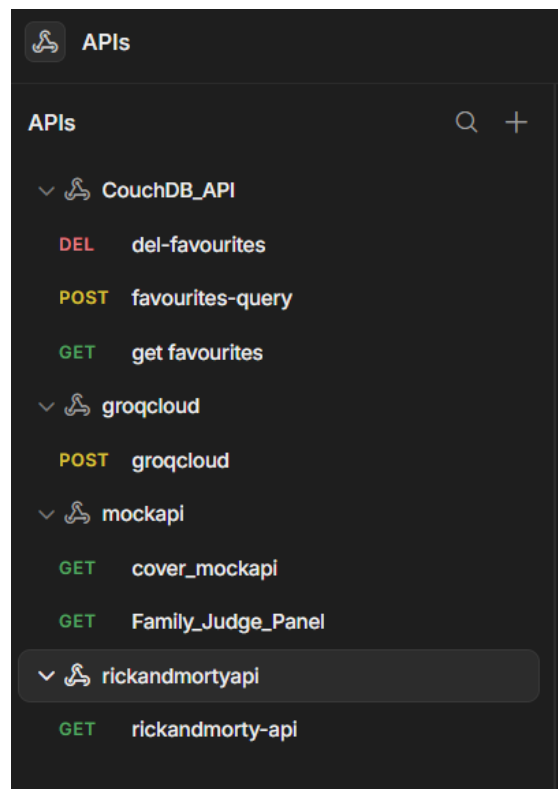 APIs
APIs
CouchDB_API
DEL del-favourites
POST favourites-query
GET get favourites
groqcloud
POST groqcloud
mockapi
GET cover_mockapi
GET Family_Judge_Panel
rickandmortyapi
GET rickandmorty-api